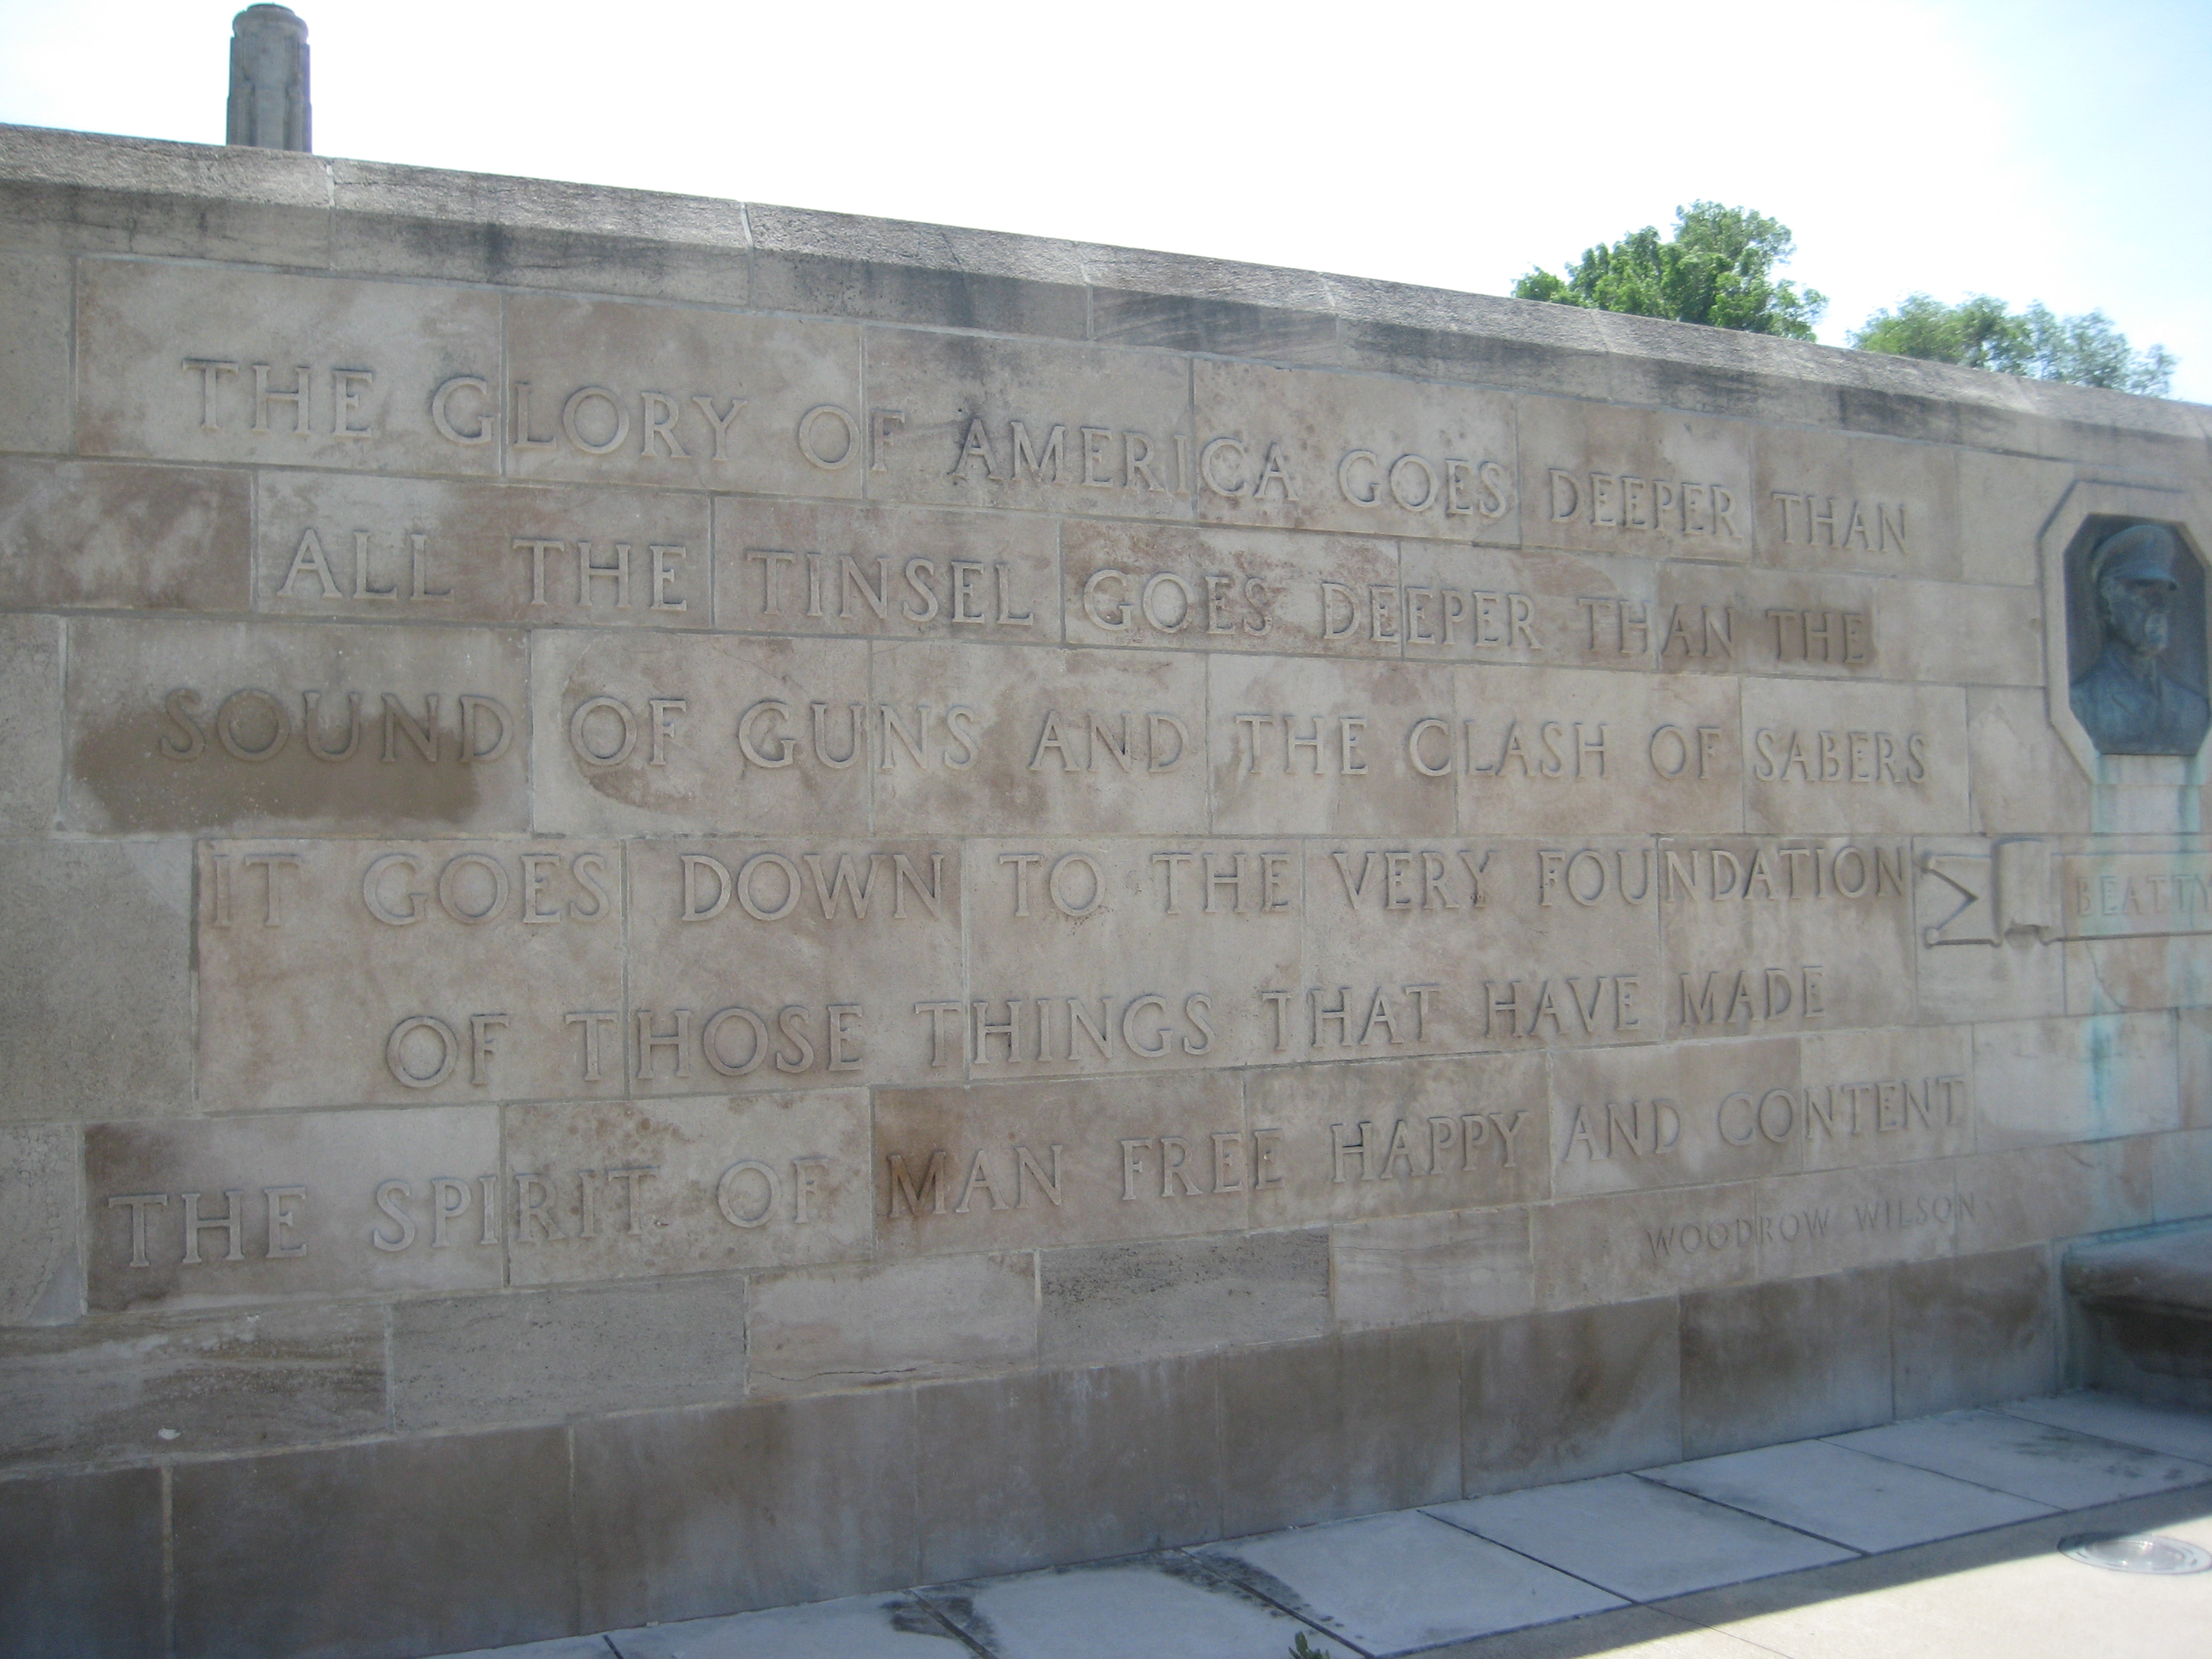 THE GLORY OF AMERICA GOES DEEPER THAN
ALL THE TINSEL GOES DEEPER THAN THE
SOUND OF GUNS AND THE CLASH OF SABERS
IT GOES DOWN TO THE VERY FOUNDATION
OF THOSE THINGS THAT HAVE MADE
THE SPIRIT OF MAN FREE HAPPY AND CONTENT
WOODROW WILSON
BEATTY